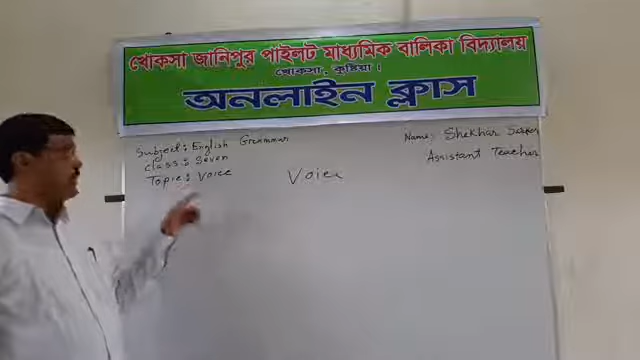 খোকসা জানিপুর পাইলট মাধ্যমিক বালিকা বিদ্যালয়
খোকসা, কুষ্টিয়া।
অনলাইন ক্লাস
Subject: English Grammar
Class: Seven
Topic: Voice
Voice
Name: Shekhar Sarker
Assistant Teacher